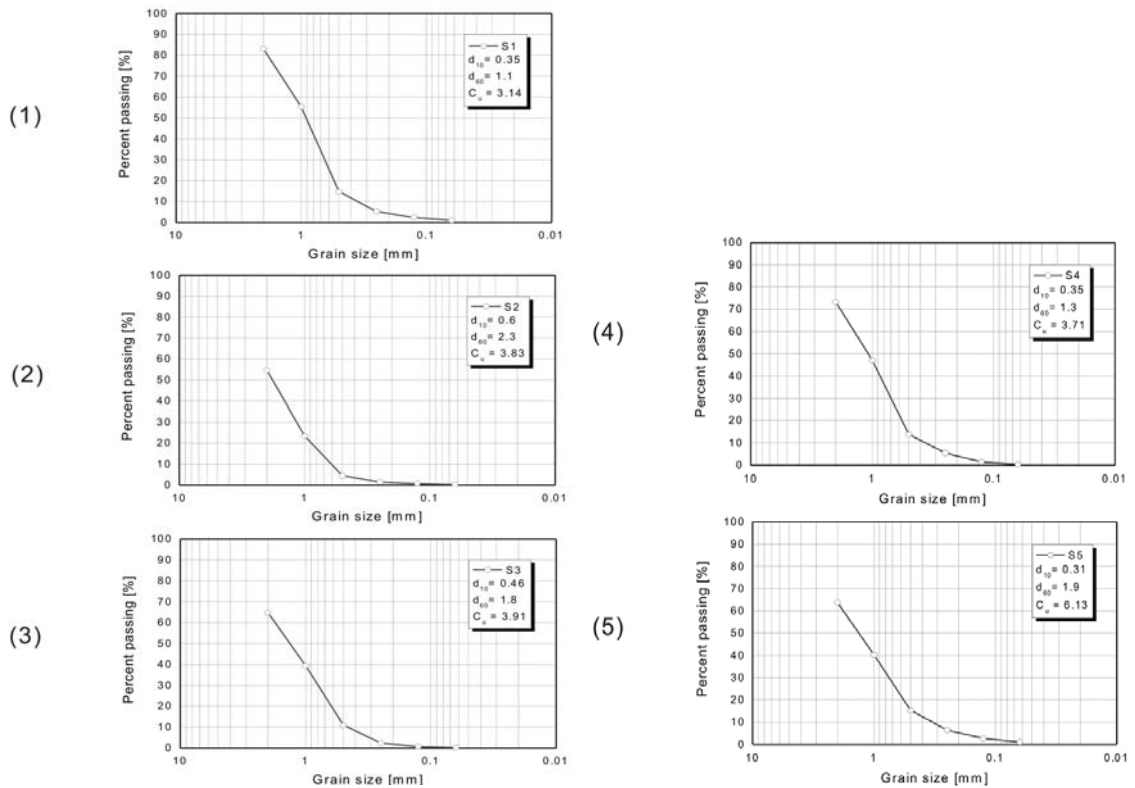 (1)
Percent passing [%]
100
90
80
70
60
50
40
30
20
10
0
S1
d10= 0.35
d60= 1.1
Cu = 3.14
10 1 0.1 0.01
Grain size [mm]
(2)
Percent passing [%]
100
90
80
70
60
50
40
30
20
10
0
S2
d10= 0.6
d60= 2.3
Cu = 3.83
10 1 0.1 0.01
Grain size [mm]
(3)
Percent passing [%]
100
90
80
70
60
50
40
30
20
10
0
S3
d10= 0.46
d60= 1.8
Cu = 3.91
10 1 0.1 0.01
Grain size [mm]
(4)
Percent passing [%]
100
90
80
70
60
50
40
30
20
10
0
S4
d10= 0.35
d60= 1.3
Cu = 3.71
10 1 0.1 0.01
Grain size [mm]
(5)
Percent passing [%]
100
90
80
70
60
50
40
30
20
10
0
S5
d10= 0.31
d60= 1.9
Cu = 6.13
10 1 0.1 0.01
Grain size [mm]